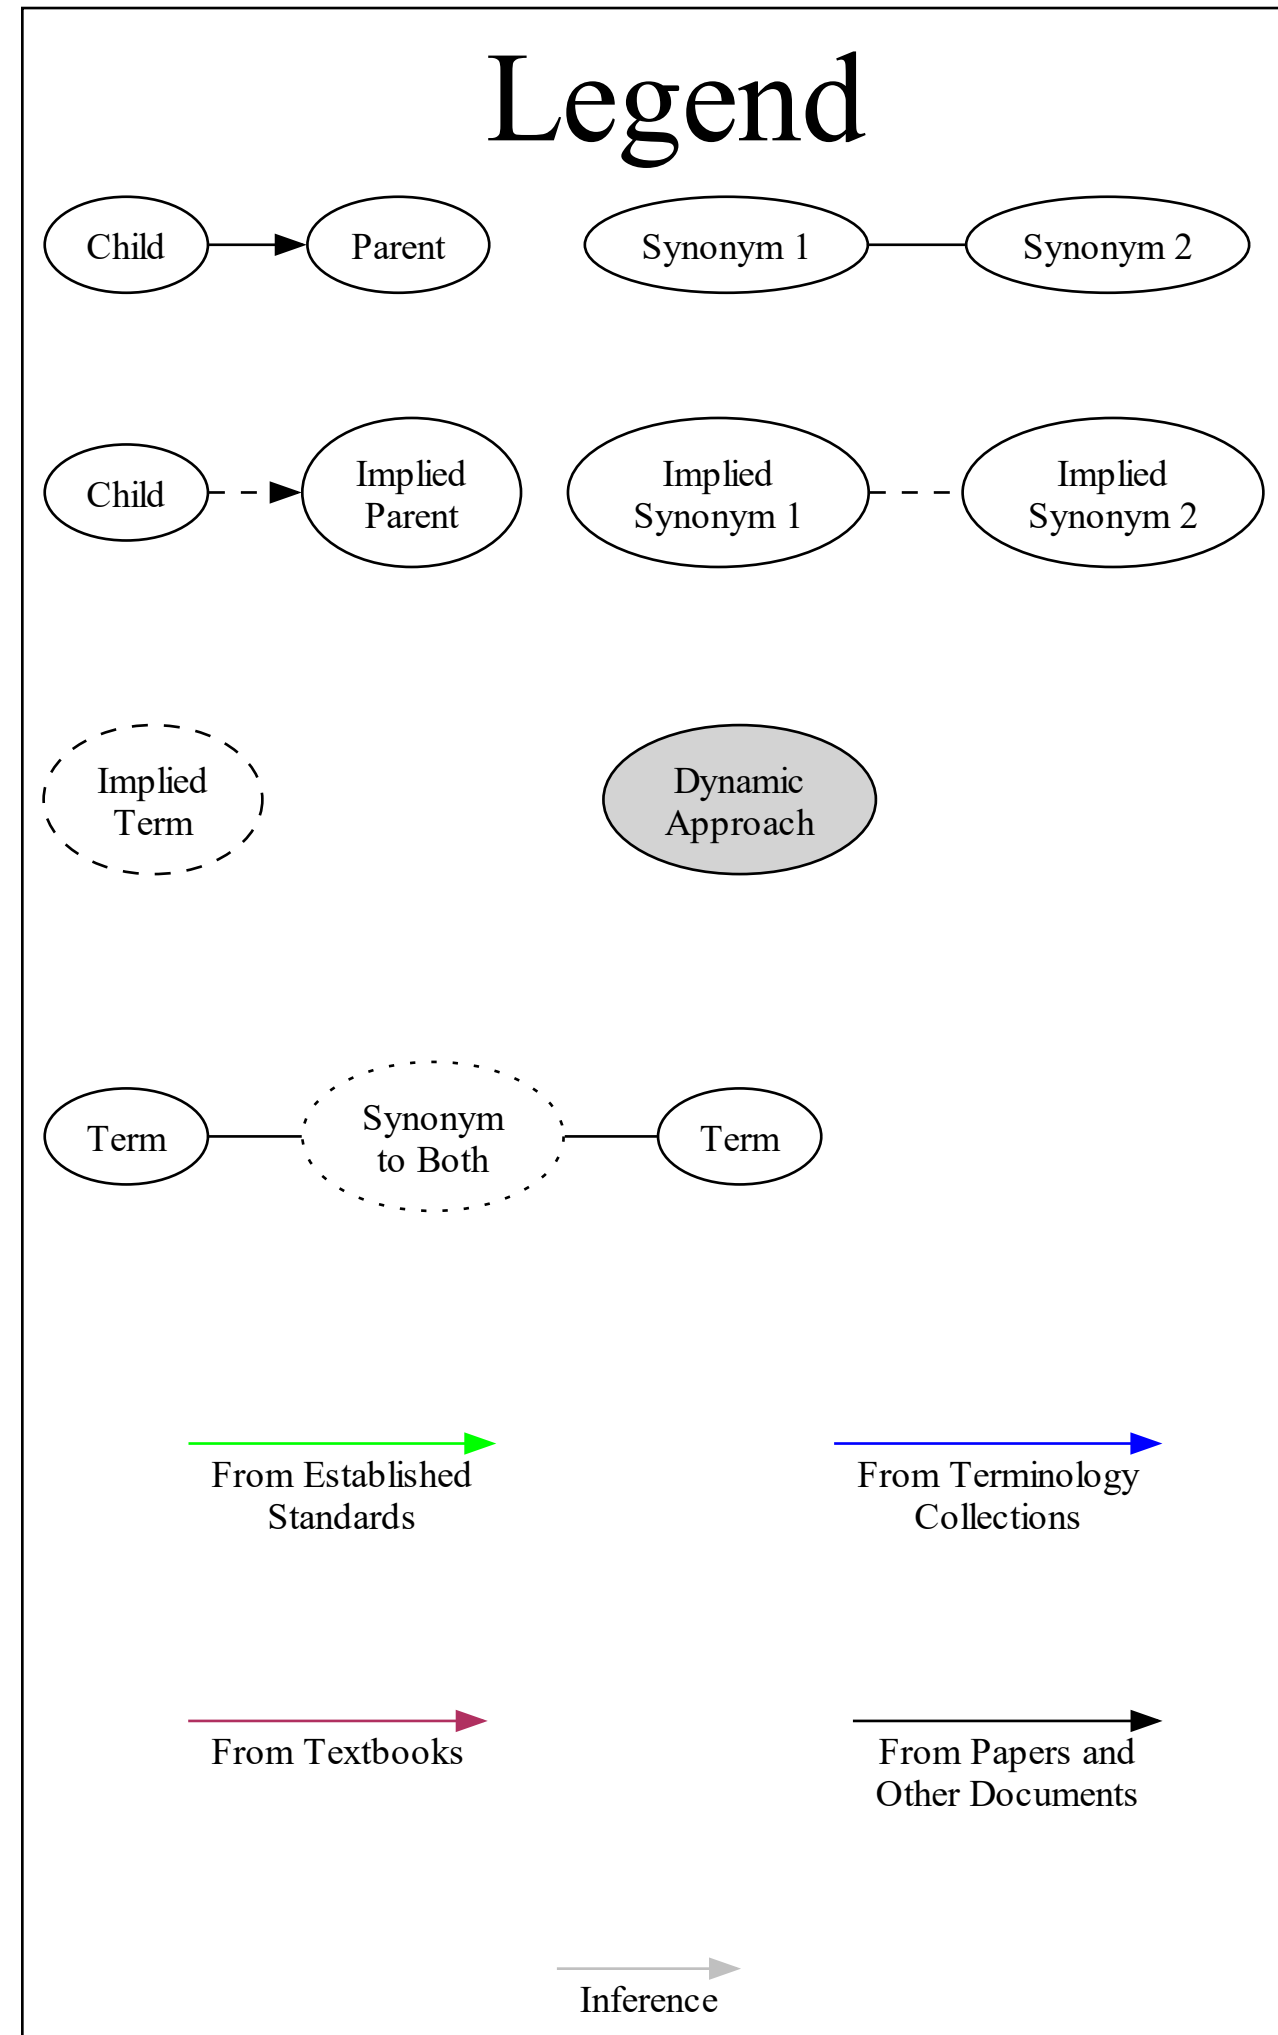 Legend
Child
Parent
Synonym 1
Synonym 2
Child
Implied
Parent
Implied
Synonym 1
Implied
Synonym 2
Implied
Term
Dynamic
Approach
Term
Synonym
to Both
Term
From Established
Standards
From Terminology
Collections
From Textbooks
From Papers and
Other Documents
Inference